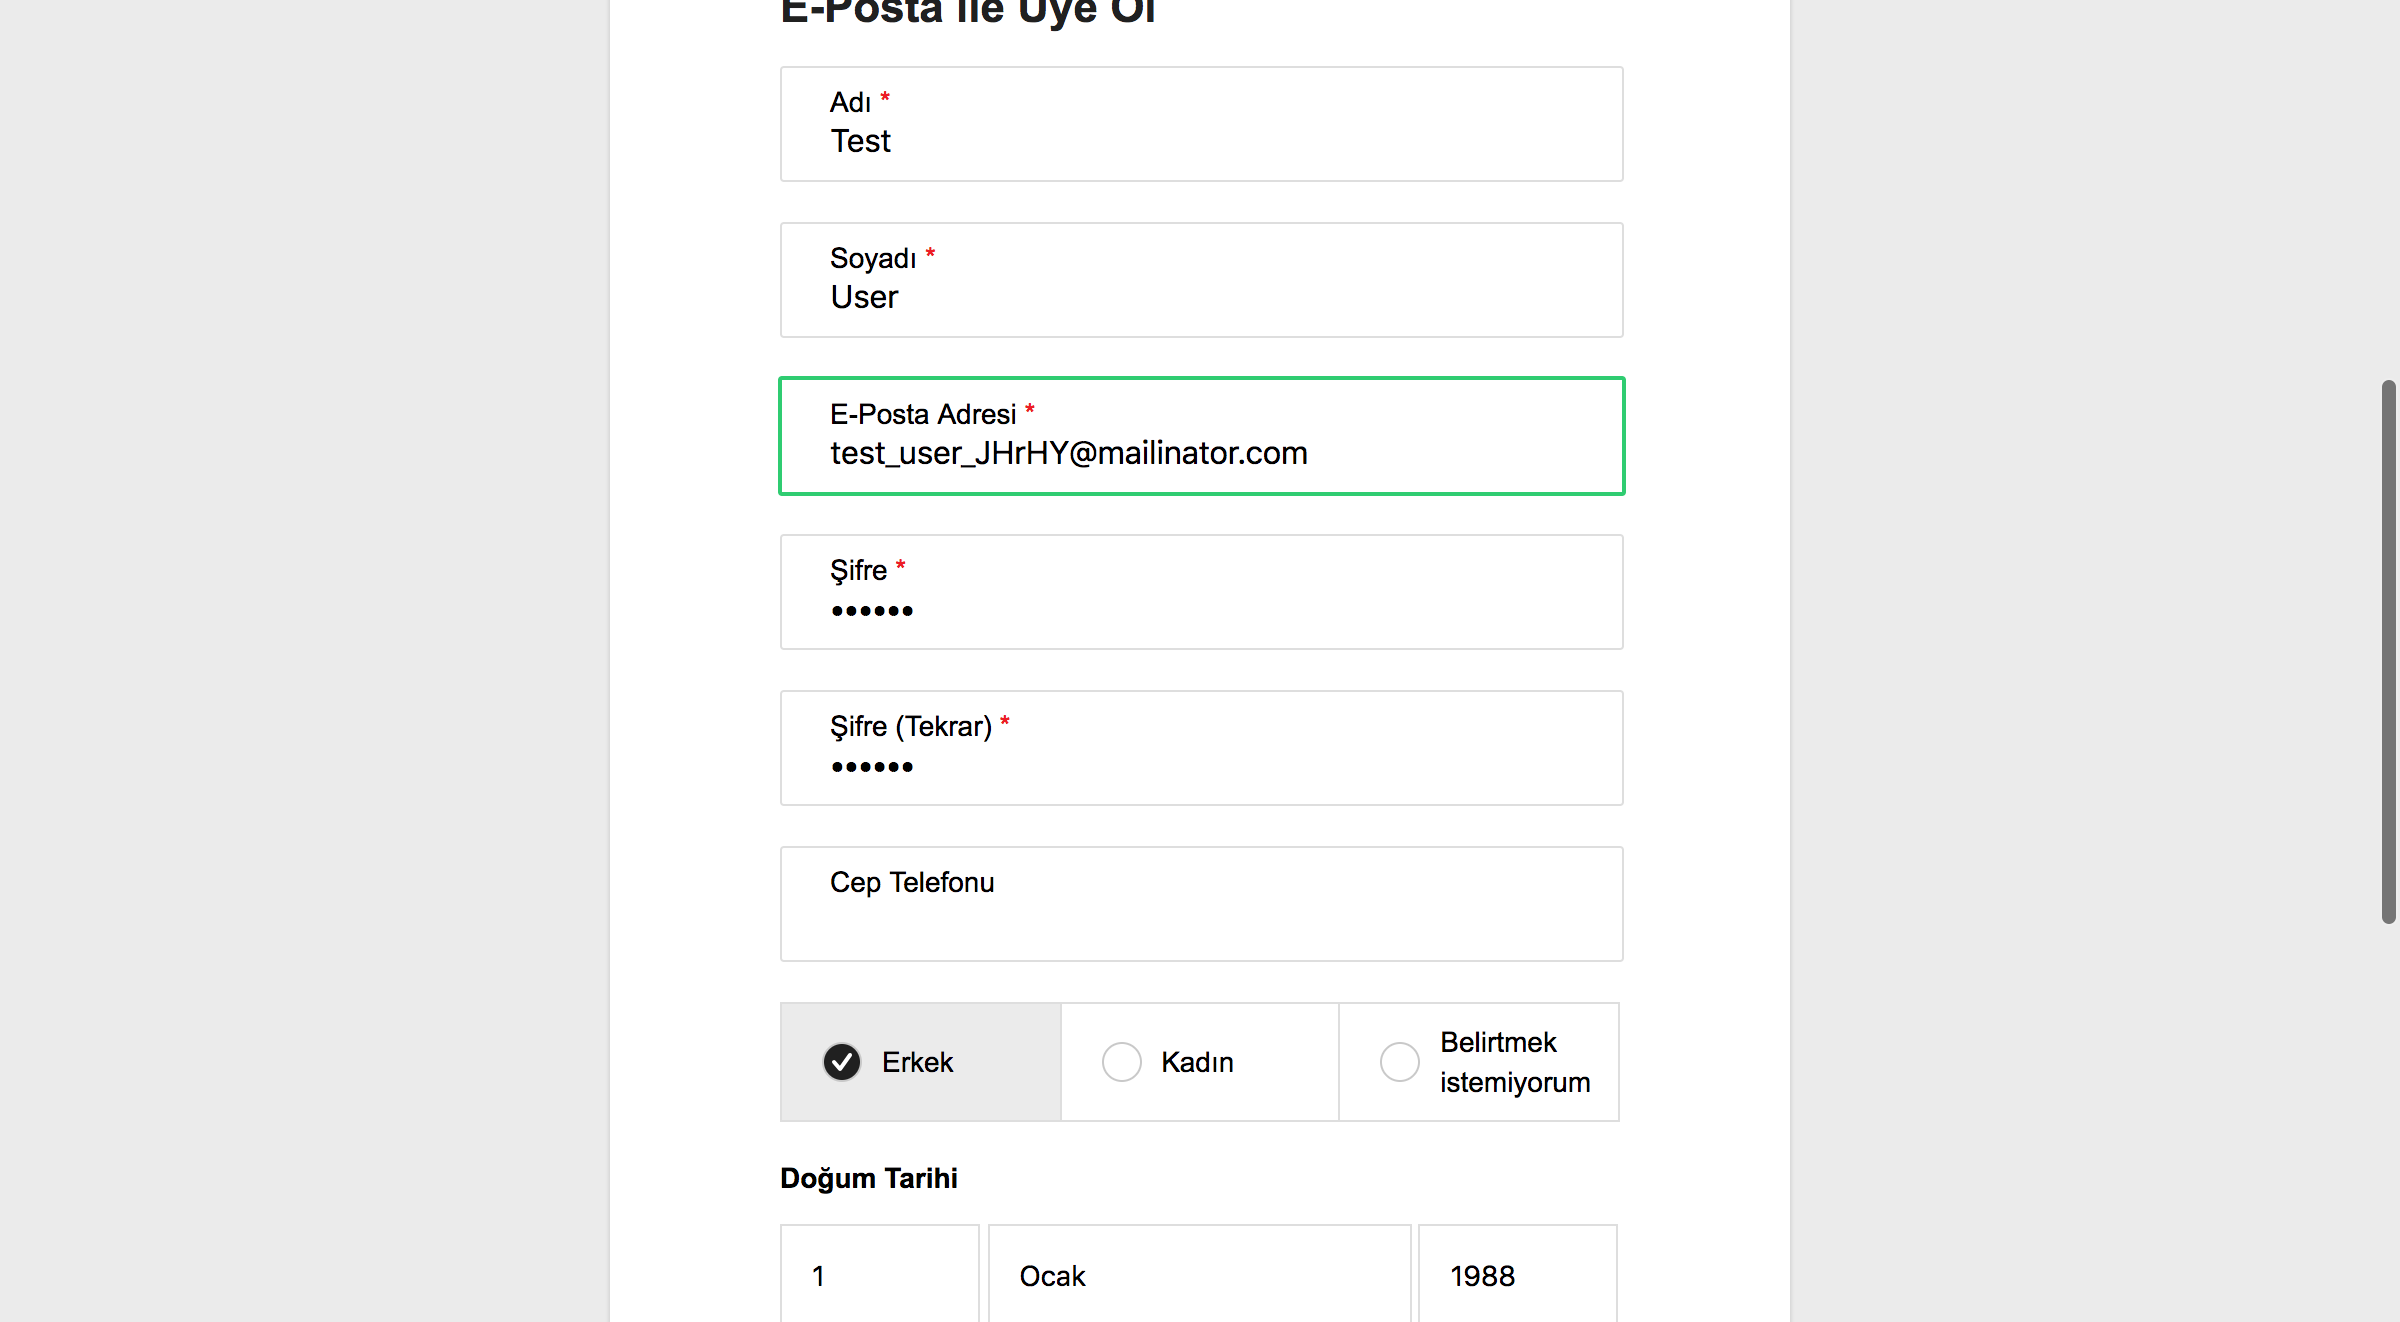 E-Posta ile Üye Ol
Adı *
Test
Soyadı *
User
E-Posta Adresi *
test_user_JHrHY@mailinator.com
Şifre *
••••••
Şifre (Tekrar) *
••••••
Cep Telefonu
Erkek
Kadın
Belirtmek
istemiyorum
Doğum Tarihi
1
Ocak
1988